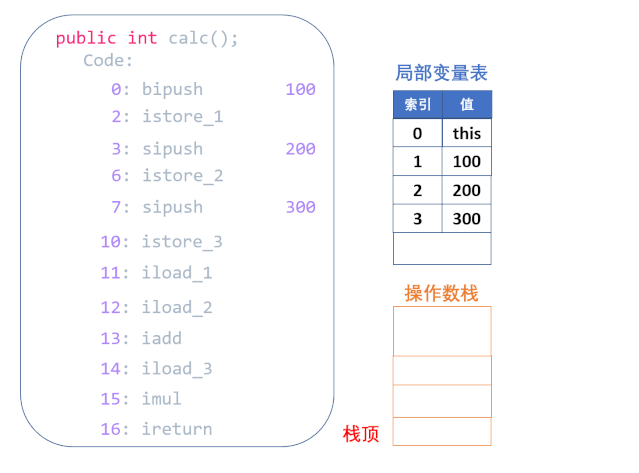 public int calc();
Code:
0: bipush 100
2: istore_1
3: sipush 200
6: istore_2
7: sipush 300
10: istore_3
11: iload_1
12: iload_2
13: iadd
14: iload_3
15: imul
16: ireturn
局部变量表
索引 值
0 this
1 100
2 200
3 300
操作数栈
栈顶